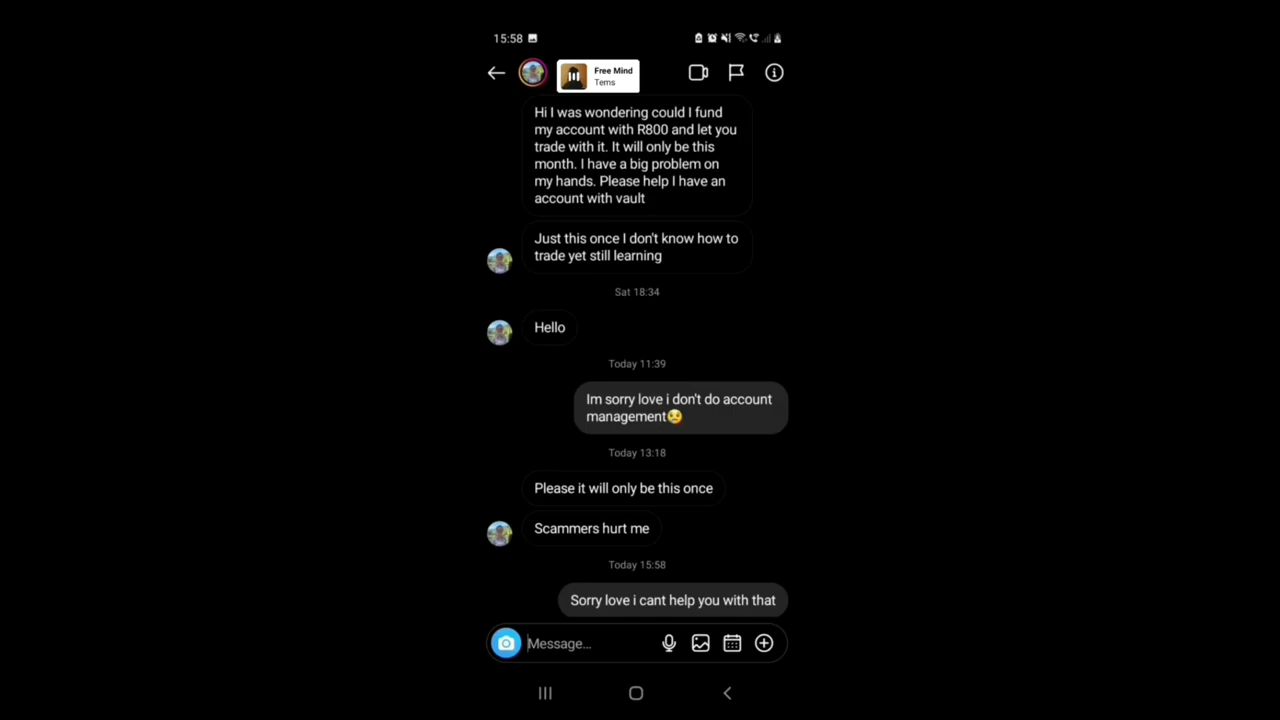 15:58
Free Mind
Tems
Hi I was wondering could I fund
my account with R800 and let you
trade with it. It will only be this
month. I have a big problem on
my hands. Please help I have an
account with vault
Just this once I don't know how to
trade yet still learning
Sat 18:34
Hello
Today 11:39
Im sorry love i don't do account
management😢
Today 13:18
Please it will only be this once
Scammers hurt me
Today 15:58
Sorry love i cant help you with that
Message...